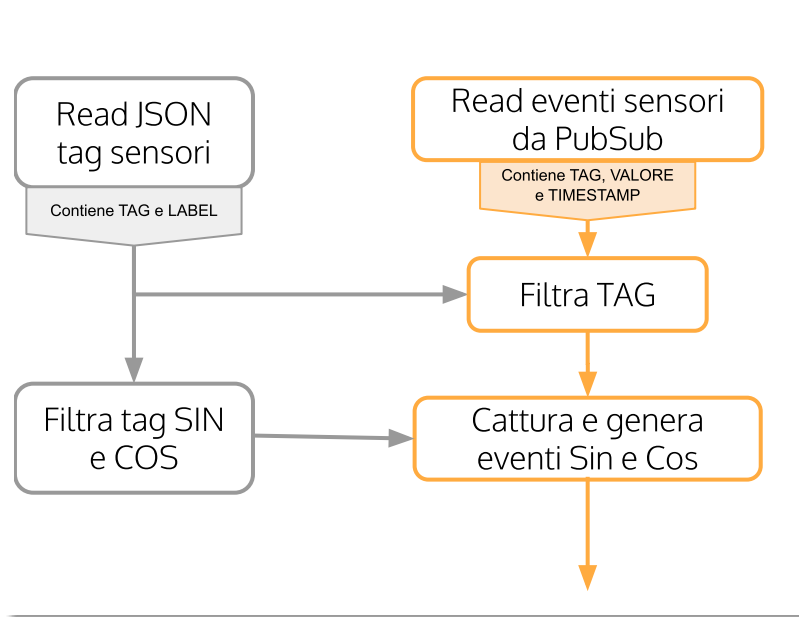 Read JSON
tag sensori
Contiene TAG e LABEL
Read eventi sensori
da PubSub
Contiene TAG, VALORE
e TIMESTAMP
Filtra TAG
Filtra tag SIN
e COS
Cattura e genera
eventi Sin e Cos